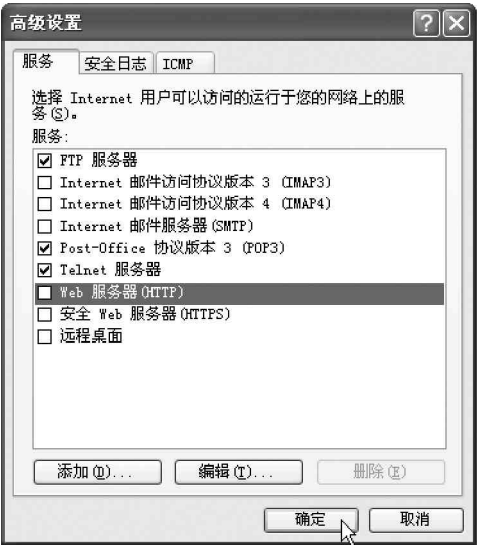 高级设置
服务 安全日志 ICMP
选择 Internet 用户可以访问的运行于您的网络上的服
务(S)。
服务:
FTP 服务器
Internet 邮件访问协议版本 3 (IMAP3)
Internet 邮件访问协议版本 4 (IMAP4)
Internet 邮件服务器(SMTP)
Post-Office 协议版本 3 (POP3)
Telnet 服务器
Web 服务器(HTTP)
安全 Web 服务器(HTTPS)
远程桌面
添加(D)... 编辑(T)... 删除(E)
确定 取消